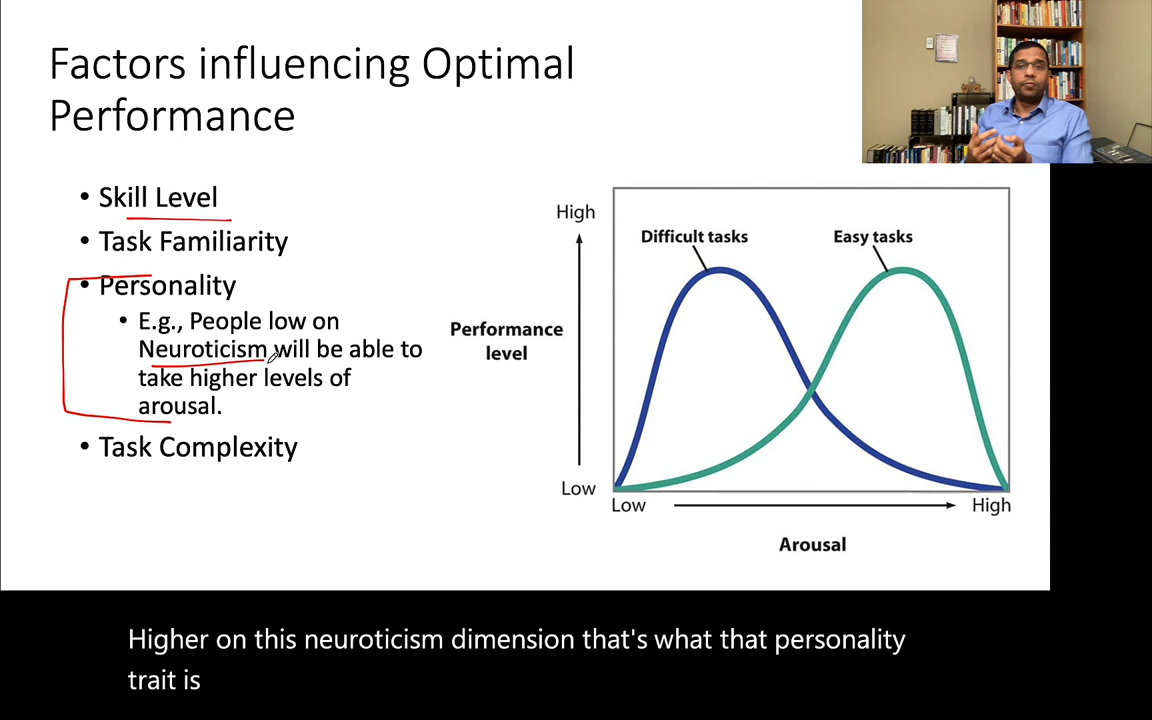 Factors influencing Optimal
Performance
• Skill Level
• Task Familiarity
• Personality
• E.g., People low on
Neuroticism will be able to
take higher levels of
arousal.
• Task Complexity
High
Difficult tasks
Easy tasks
Performance
level
Low
Low
High
Arousal
Higher on this neuroticism dimension that's what that personality
trait is